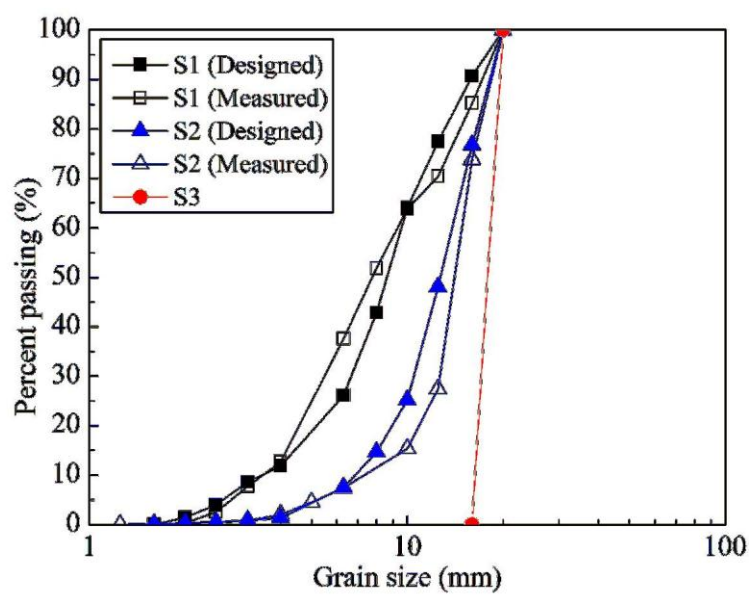 100
90
80
70
60
50
40
30
20
10
0
Percent passing (%)
S1 (Designed)
S1 (Measured)
S2 (Designed)
S2 (Measured)
S3
1
10
100
Grain size (mm)